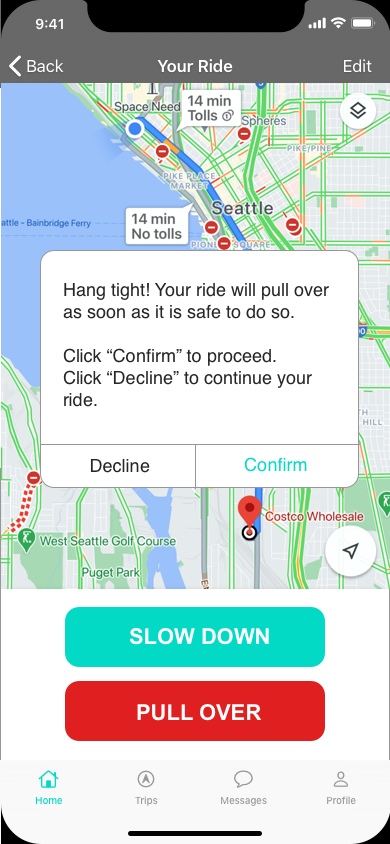 9:41
Back
Your Ride
Edit
Space Need
14 min
Tolls
Spheres
PIKE/PINE
PIKE PLACE
MARKET
Seattle
attle - Bainbridge Ferry
14 min
No tolls
PION
SQUARE
Hang tight! Your ride will pull over
as soon as it is safe to do so.
Click “Confirm” to proceed.
Click “Decline” to continue your
ride.
Decline
Confirm
HILL
Costco Wholesale
West Seattle Golf Course
Puget Park
SLOW DOWN
PULL OVER
Home
Trips
Messages
Profile